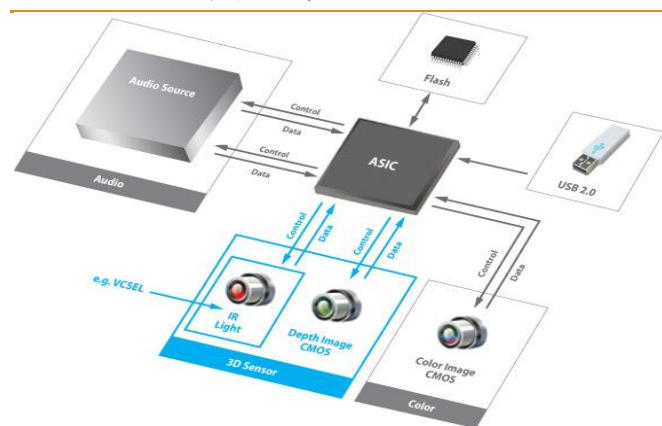 Audio Source
Audio
Control
Data
Control
Data
Flash
ASIC
USB 2.0
Control
Data
Control
Data
Control
Data
e.g. VCSEL
IR
Light
Depth Image
CMOS
3D Sensor
Color Image
CMOS
Color